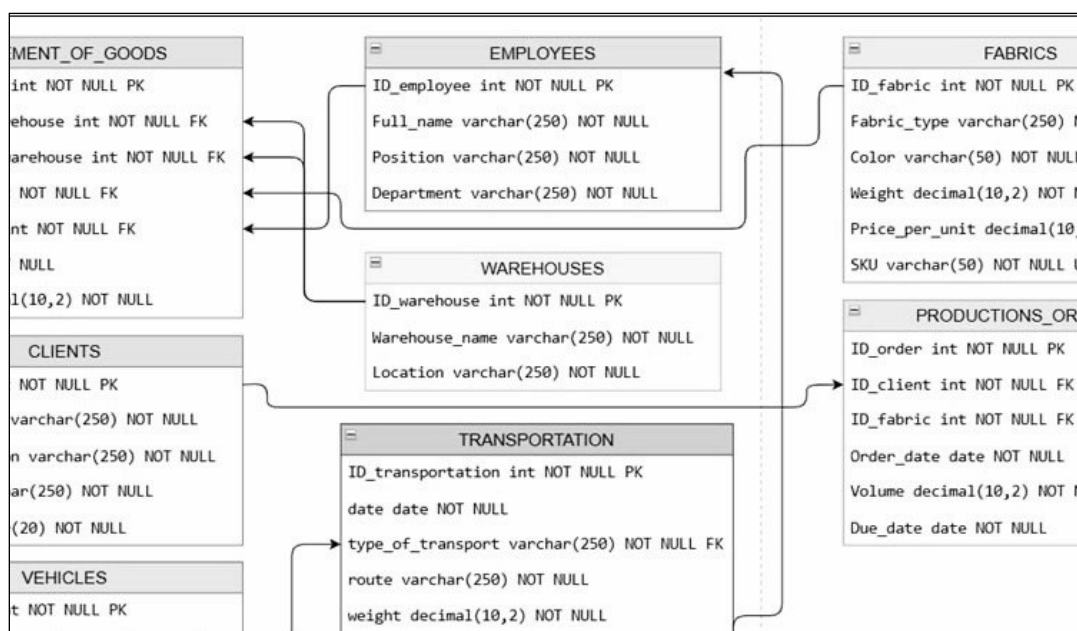 EMENT_OF_GOODS
int NOT NULL PK
ehouse int NOT NULL FK
arehouse int NOT NULL FK
NOT NULL FK
nt NOT NULL FK
NULL
l(10,2) NOT NULL
CLIENTS
NOT NULL PK
varchar(250) NOT NULL
n varchar(250) NOT NULL
ar(250) NOT NULL
(20) NOT NULL
VEHICLES
t NOT NULL PK
EMPLOYEES
ID_employee int NOT NULL PK
Full_name varchar(250) NOT NULL
Position varchar(250) NOT NULL
Department varchar(250) NOT NULL
WAREHOUSES
ID_warehouse int NOT NULL PK
Warehouse_name varchar(250) NOT NULL
Location varchar(250) NOT NULL
TRANSPORTATION
ID_transportation int NOT NULL PK
date date NOT NULL
type_of_transport varchar(250) NOT NULL FK
route varchar(250) NOT NULL
weight decimal(10,2) NOT NULL
FABRICS
ID_fabric int NOT NULL PK
Fabric_type varchar(250) N
Color varchar(50) NOT NULL
Weight decimal(10,2) NOT N
Price_per_unit decimal(10,
SKU varchar(50) NOT NULL U
PRODUCTIONS_OR
ID_order int NOT NULL PK
ID_client int NOT NULL FK
ID_fabric int NOT NULL FK
Order_date date NOT NULL
Volume decimal(10,2) NOT N
Due_date date NOT NULL